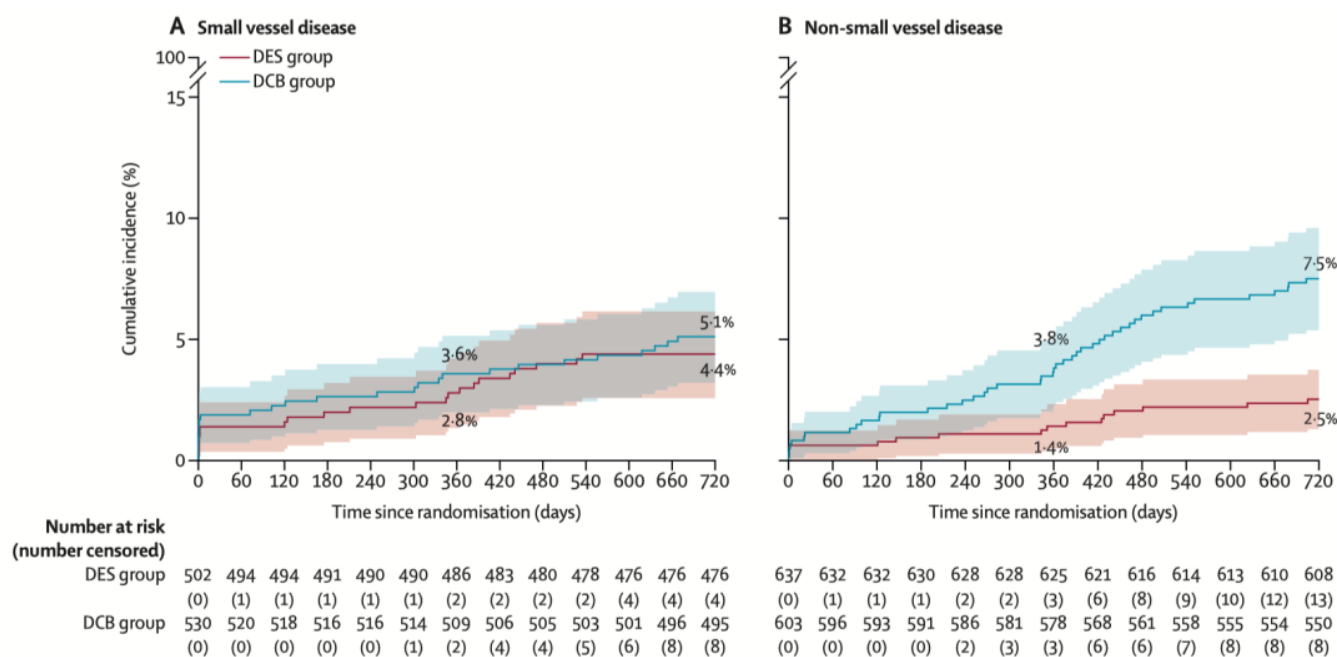 A Small vessel disease
DES group
DCB group
100
15
10
5
0
Cumulative incidence (%)
3·6%
2·8%
5·1%
4·4%
0 60 120 180 240 300 360 420 480 540 600 660 720
Time since randomisation (days)
B Non-small vessel disease
3·8%
1·4%
7·5%
2·5%
0 60 120 180 240 300 360 420 480 540 600 660 720
Time since randomisation (days)
Number at risk
(number censored)
DES group 502 494 494 491 490 490 486 483 480 478 476 476 476 637 632 632 630 628 628 625 621 616 614 613 610 608
(0) (1) (1) (1) (1) (1) (2) (2) (2) (2) (4) (4) (4) (0) (1) (1) (1) (2) (2) (3) (6) (8) (9) (10) (12) (13)
DCB group 530 520 518 516 516 514 509 506 505 503 501 496 495 603 596 593 591 586 581 578 568 561 558 555 554 550
(0) (0) (0) (0) (0) (1) (2) (4) (4) (5) (6) (8) (8) (0) (0) (0) (0) (2) (3) (3) (6) (6) (7) (8) (8) (8)